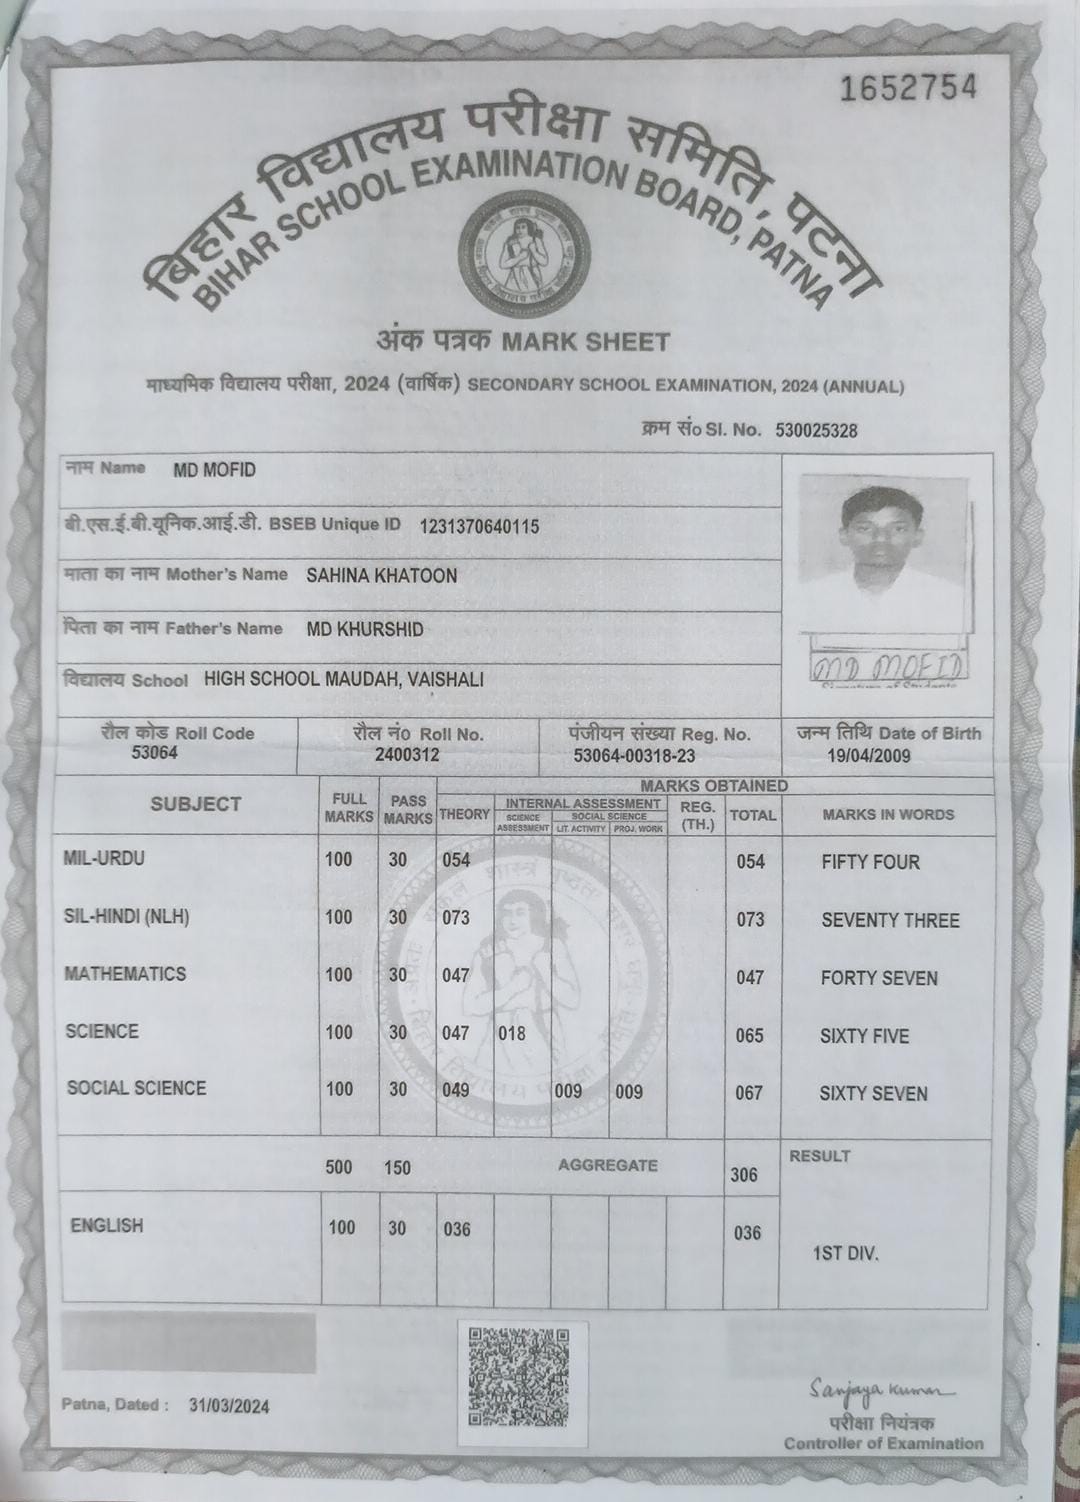 1652754
बिहार विद्यालय परीक्षा समिति, पटना
BIHAR SCHOOL EXAMINATION BOARD, PATNA
अंक पत्रक MARK SHEET
माध्यमिक विद्यालय परीक्षा, 2024 (वार्षिक) SECONDARY SCHOOL EXAMINATION, 2024 (ANNUAL)
क्रम सं० Sl. No. 530025328
नाम Name MD MOFID
बी.एस.ई.बी.यूनिक.आई.डी. BSEB Unique ID 1231370640115
माता का नाम Mother's Name SAHINA KHATOON
पिता का नाम Father's Name MD KHURSHID
MD MOFID
विद्यालय School HIGH SCHOOL MAUDAH, VAISHALI
रौल कोड Roll Code रौल नं० Roll No. पंजीयन संख्या Reg. No. जन्म तिथि Date of Birth
53064 2400312 53064-00318-23 19/04/2009
SUBJECT FULL MARKS PASS MARKS MARKS OBTAINED
THEORY INTERNAL ASSESSMENT REG. (TH.) TOTAL MARKS IN WORDS
SCIENCE ASSESSMENT SOCIAL SCIENCE
LIT. ACTIVITY PROJ. WORK
MIL-URDU 100 30 054 054 FIFTY FOUR
SIL-HINDI (NLH) 100 30 073 073 SEVENTY THREE
MATHEMATICS 100 30 047 047 FORTY SEVEN
SCIENCE 100 30 047 018 065 SIXTY FIVE
SOCIAL SCIENCE 100 30 049 009 009 067 SIXTY SEVEN
500 150 AGGREGATE 306 RESULT
ENGLISH 100 30 036 036
1ST DIV.
Patna, Dated : 31/03/2024
Sanjaya Kumar
परीक्षा नियंत्रक
Controller of Examination